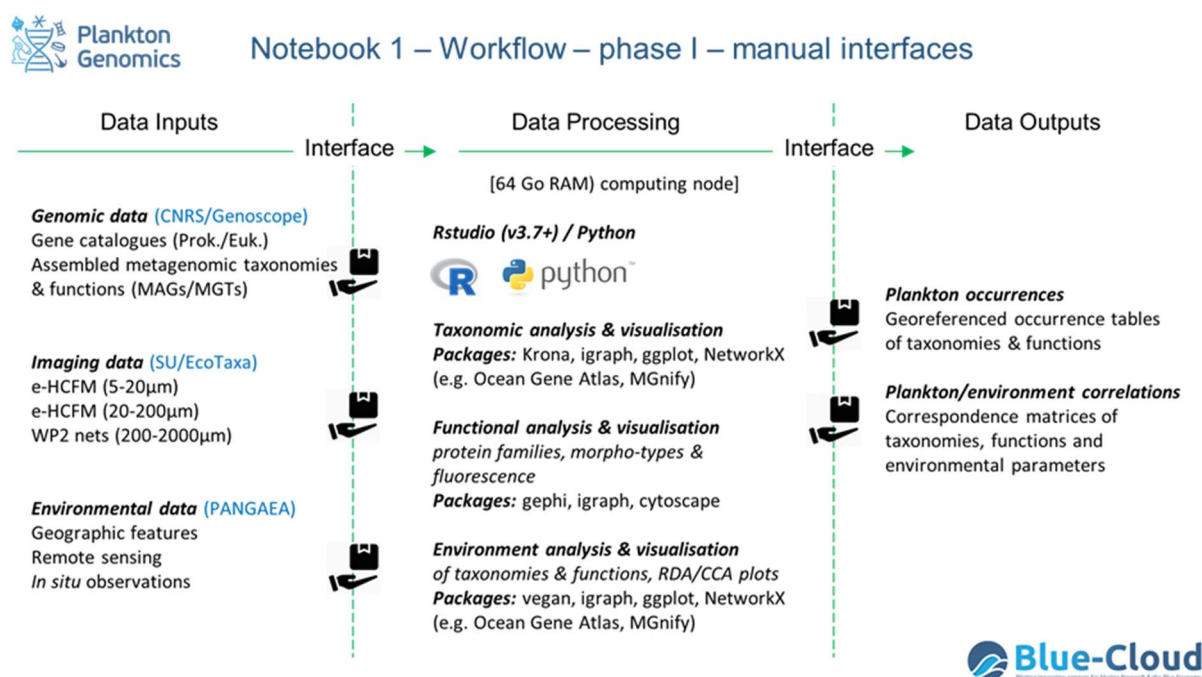 Plankton
Genomics
Notebook 1 – Workflow – phase I – manual interfaces
Data Inputs
Interface
Data Processing
Interface
Data Outputs
[64 Go RAM) computing node]
Genomic data (CNRS/Genoscope)
Gene catalogues (Prok./Euk.)
Assembled metagenomic taxonomies
& functions (MAGs/MGTs)
Imaging data (SU/EcoTaxa)
e-HCFM (5-20µm)
e-HCFM (20-200µm)
WP2 nets (200-2000µm)
Environmental data (PANGAEA)
Geographic features
Remote sensing
In situ observations
Rstudio (v3.7+) / Python
R
python™
Taxonomic analysis & visualisation
Packages: Krona, igraph, ggplot, NetworkX
(e.g. Ocean Gene Atlas, MGnify)
Functional analysis & visualisation
protein families, morpho-types &
fluorescence
Packages: gephi, igraph, cytoscape
Environment analysis & visualisation
of taxonomies & functions, RDA/CCA plots
Packages: vegan, igraph, ggplot, NetworkX
(e.g. Ocean Gene Atlas, MGnify)
Plankton occurrences
Georeferenced occurrence tables
of taxonomies & functions
Plankton/environment correlations
Correspondence matrices of
taxonomies, functions and
environmental parameters
Blue-Cloud